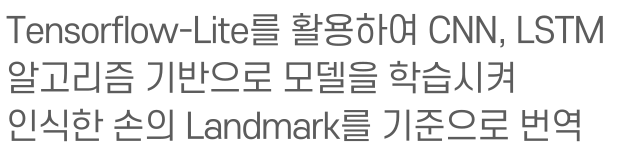 Tensorflow-Lite를 활용하여 CNN, LSTM
알고리즘 기반으로 모델을 학습시켜
인식한 손의 Landmark를 기준으로 번역